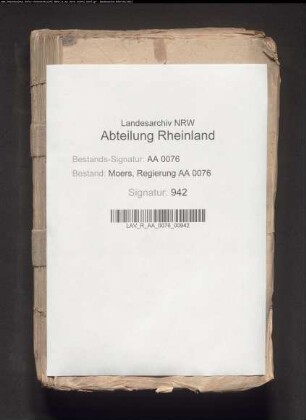 Landesarchiv NRW
Abteilung Rheinland
Bestands-Signatur: AA 0076
Bestand: Moers, Regierung AA 0076
Signatur: 942
LAV_R_AA_0076_00942